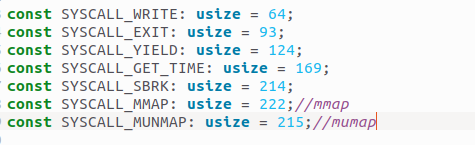 const SYSCALL_WRITE: usize = 64;
const SYSCALL_EXIT: usize = 93;
const SYSCALL_YIELD: usize = 124;
const SYSCALL_GET_TIME: usize = 169;
const SYSCALL_SBRK: usize = 214;
const SYSCALL_MMAP: usize = 222;//mmap
const SYSCALL_MUNMAP: usize = 215;//mumap